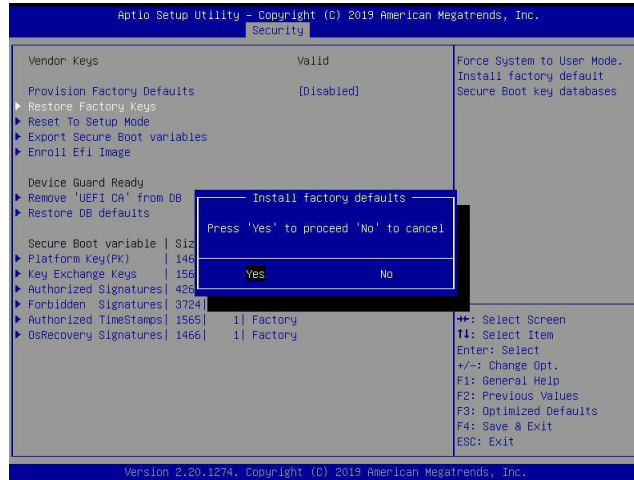 Aptio Setup Utility – Copyright (C) 2019 American Megatrends, Inc.
Security
Vendor Keys Valid
Provision Factory Defaults [Disabled]
Restore Factory Keys
Reset To Setup Mode
Export Secure Boot variables
Enroll Efi Image
Device Guard Ready
Remove 'UEFI CA' from DB
Restore DB defaults
Secure Boot variable | Siz
Platform Key(PK) | 146
Key Exchange Keys | 156
Authorized Signatures| 426
Forbidden Signatures| 3724|
Authorized TimeStamps| 1565| 1| Factory
OsRecovery Signatures| 1466| 1| Factory
Install factory defaults
Press 'Yes' to proceed 'No' to cancel
Yes No
Force System to User Mode.
Install factory default
Secure Boot key databases
↔: Select Screen
↑↓: Select Item
Enter: Select
+/-: Change Opt.
F1: General Help
F2: Previous Values
F3: Optimized Defaults
F4: Save & Exit
ESC: Exit
Version 2.20.1274. Copyright (C) 2019 American Megatrends, Inc.